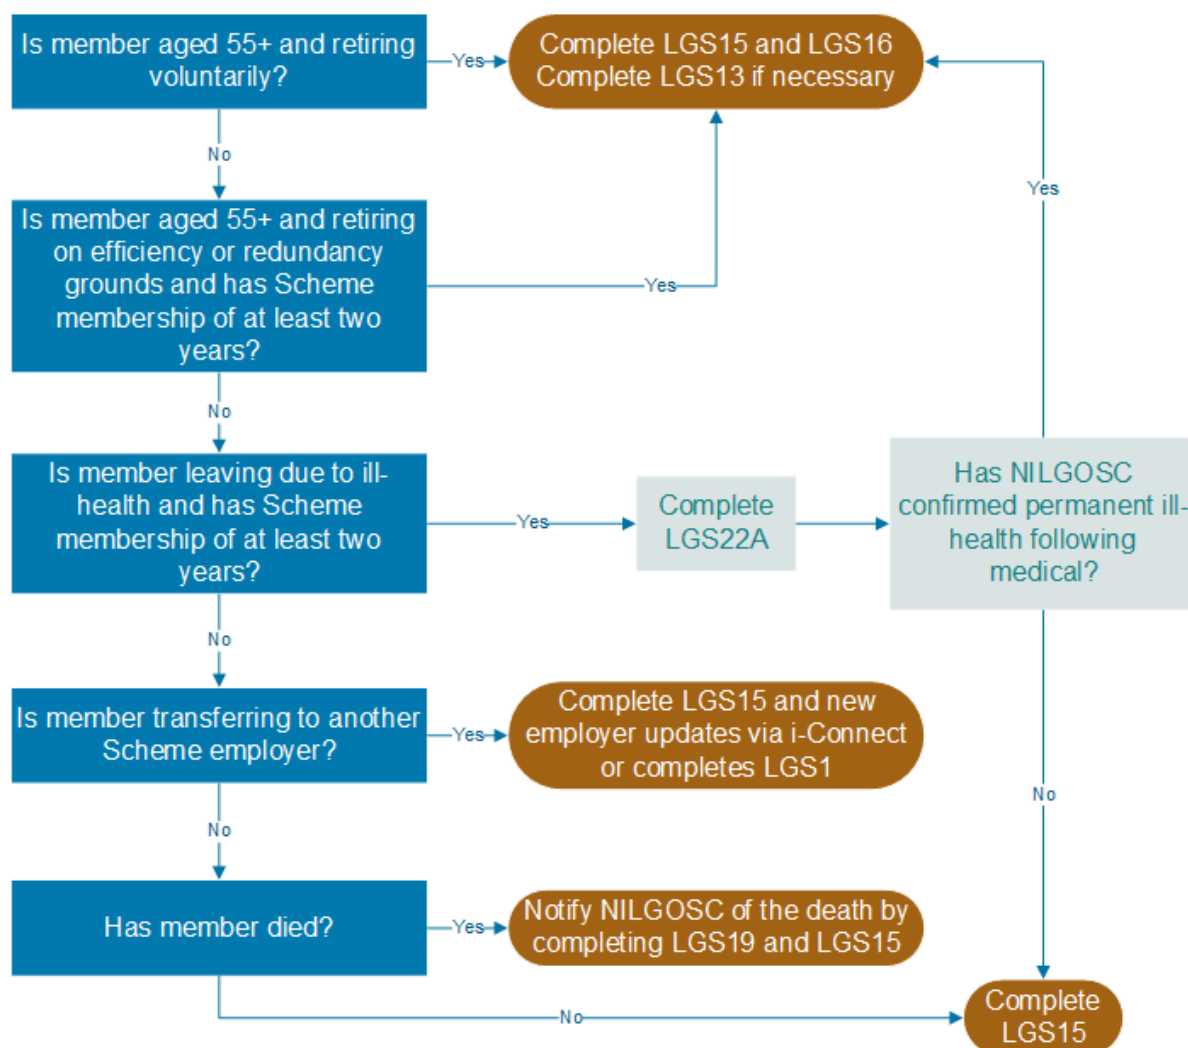 Is member aged 55+ and retiring
voluntarily?
Yes
Complete LGS15 and LGS16
Complete LGS13 if necessary
No
Yes
Is member aged 55+ and retiring
on efficiency or redundancy
grounds and has Scheme
membership of at least two
years?
Yes
No
Is member leaving due to ill-
health and has Scheme
membership of at least two
years?
Yes
Complete
LGS22A
Has NILGOSC
confirmed permanent ill-
health following
medical?
No
Is member transferring to another
Scheme employer?
Yes
Complete LGS15 and new
employer updates via i-Connect
or completes LGS1
No
No
Has member died?
Yes
Notify NILGOSC of the death by
completing LGS19 and LGS15
No
Complete
LGS15